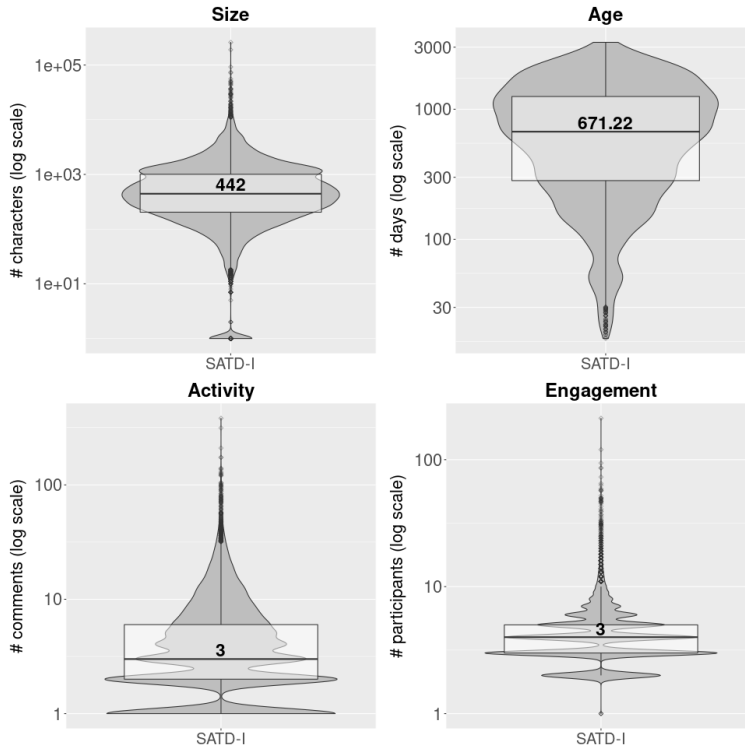 Size
# characters (log scale)
1e+05
1e+03
1e+01
442
SATD-I
Age
# days (log scale)
3000
1000
300
100
30
671.22
SATD-I
Activity
# comments (log scale)
100
10
1
3
SATD-I
Engagement
# participants (log scale)
100
10
1
3
SATD-I